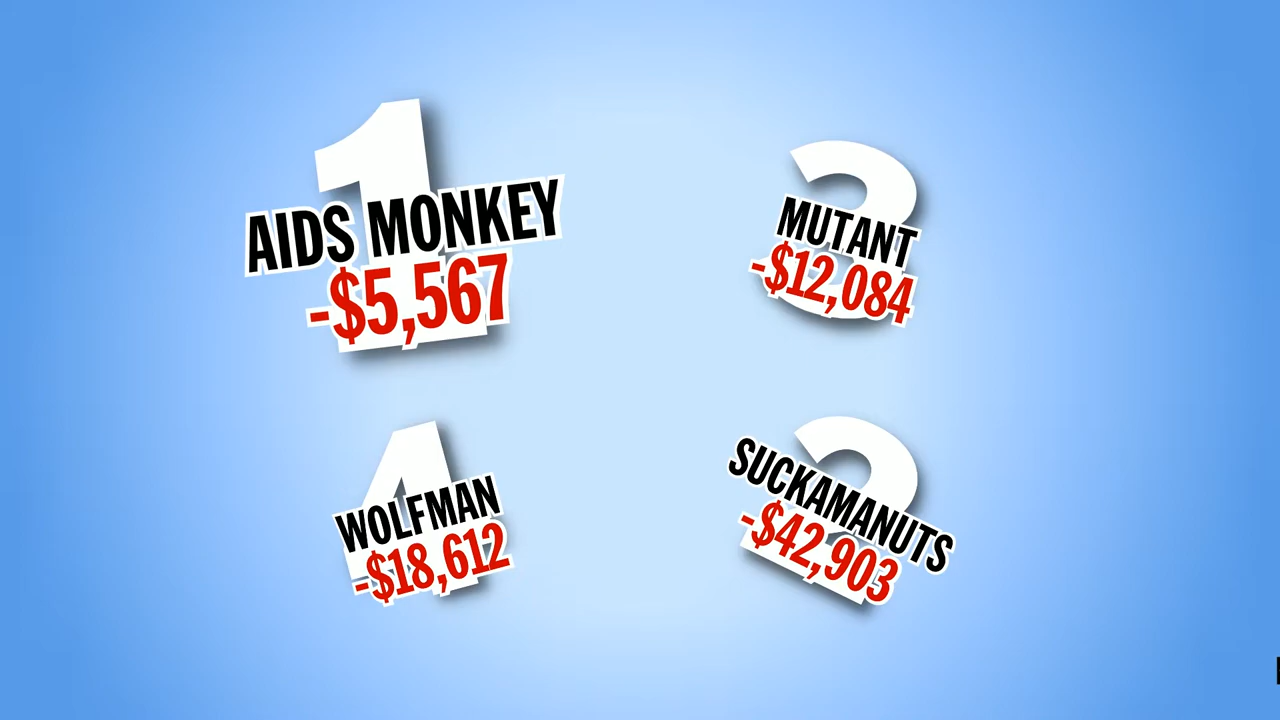 1
AIDS MONKEY
-$5,567
3
MUTANT
-$12,084
4
WOLFMAN
-$18,612
2
SUCKAMANUTS
-$42,903